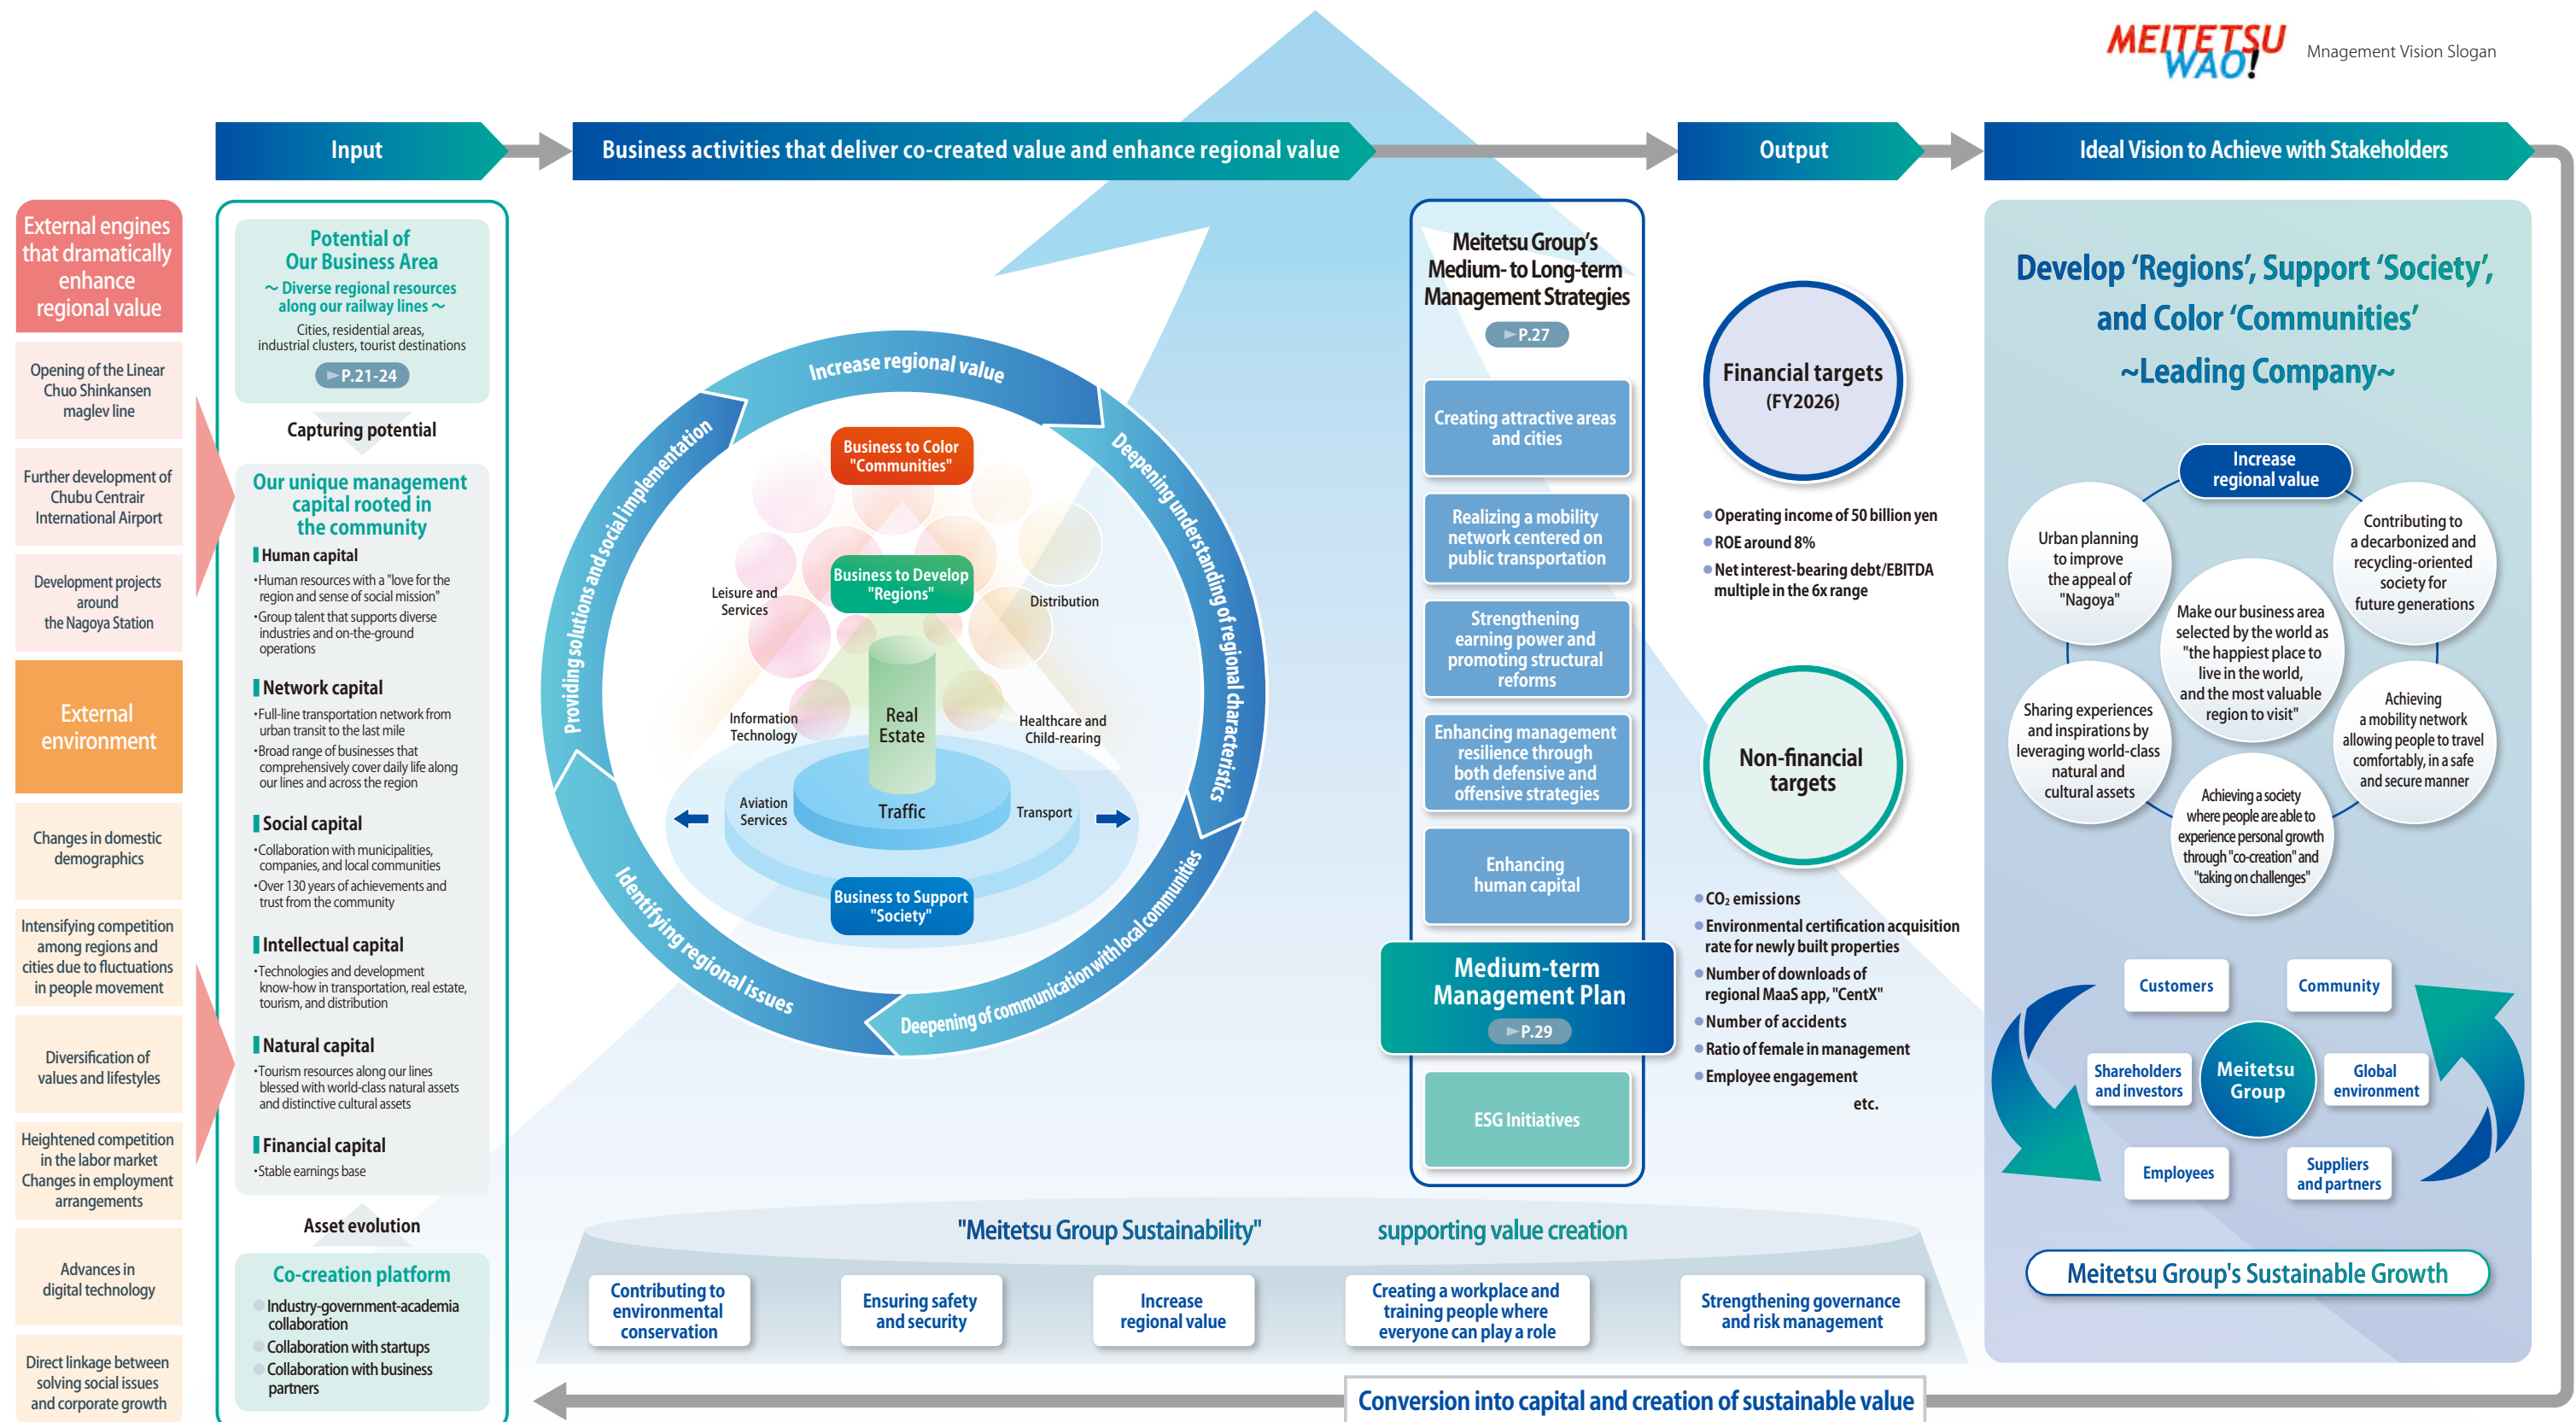 MEITETSU
WAO!
Mnagement Vision Slogan
Input
Business activities that deliver co-created value and enhance regional value
Output
Ideal Vision to Achieve with Stakeholders
External engines
that dramatically
enhance
regional value
Opening of the Linear
Chuo Shinkansen
maglev line
Further development of
Chubu Centrair
International Airport
Development projects
around
the Nagoya Station
External
environment
Changes in domestic
demographics
Intensifying competition
among regions and
cities due to fluctuations
in people movement
Diversification of
values and lifestyles
Heightened competition
in the labor market
Changes in employment
arrangements
Advances in
digital technology
Direct linkage between
solving social issues
and corporate growth
Potential of
Our Business Area
～ Diverse regional resources
along our railway lines ～
Cities, residential areas,
industrial clusters, tourist destinations
►P.21-24
Capturing potential
Our unique management
capital rooted in
the community
Human capital
・Human resources with a "love for the
region and sense of social mission"
・Group talent that supports diverse
industries and on-the-ground
operations
Network capital
・Full-line transportation network from
urban transit to the last mile
・Broad range of businesses that
comprehensively cover daily life along
our lines and across the region
Social capital
・Collaboration with municipalities,
companies, and local communities
・Over 130 years of achievements and
trust from the community
Intellectual capital
・Technologies and development
know-how in transportation, real estate,
tourism, and distribution
Natural capital
・Tourism resources along our lines
blessed with world-class natural assets
and distinctive cultural assets
Financial capital
・Stable earnings base
Asset evolution
Co-creation platform
● Industry-government-academia
collaboration
● Collaboration with startups
● Collaboration with business
partners
Increase regional value
Deepening understanding of regional characteristics
Deepening of communication with local communities
Identifying regional issues
Providing solutions and social implementation
Business to Color
"Communities"
Business to Develop
"Regions"
Leisure and
Services
Distribution
Information
Technology
Real
Estate
Healthcare and
Child-rearing
Aviation
Services
Traffic
Transport
Business to Support
"Society"
Meitetsu Group's
Medium- to Long-term
Management Strategies
►P.27
Creating attractive areas
and cities
Realizing a mobility
network centered on
public transportation
Strengthening
earning power and
promoting structural
reforms
Enhancing management
resilience through
both defensive and
offensive strategies
Enhancing
human capital
Medium-term
Management Plan
►P.29
ESG Initiatives
Financial targets
(FY2026)
● Operating income of 50 billion yen
● ROE around 8%
● Net interest-bearing debt/EBITDA
multiple in the 6x range
Non-financial
targets
● CO₂ emissions
● Environmental certification acquisition
rate for newly built properties
● Number of downloads of
regional MaaS app, "CentX"
● Number of accidents
● Ratio of female in management
● Employee engagement
etc.
Develop ‘Regions’, Support ‘Society’,
and Color ‘Communities’
~Leading Company~
Increase
regional value
Urban planning
to improve
the appeal of
"Nagoya"
Contributing to
a decarbonized and
recycling-oriented
society for
future generations
Make our business area
selected by the world as
"the happiest place to
live in the world,
and the most valuable
region to visit"
Sharing experiences
and inspirations by
leveraging world-class
natural and
cultural assets
Achieving
a mobility network
allowing people to travel
comfortably, in a safe
and secure manner
Achieving a society
where people are able to
experience personal growth
through "co-creation" and
"taking on challenges"
Customers
Community
Shareholders
and investors
Meitetsu
Group
Global
environment
Employees
Suppliers
and partners
Meitetsu Group's Sustainable Growth
"Meitetsu Group Sustainability" supporting value creation
Contributing to
environmental
conservation
Ensuring safety
and security
Increase
regional value
Creating a workplace and
training people where
everyone can play a role
Strengthening governance
and risk management
Conversion into capital and creation of sustainable value